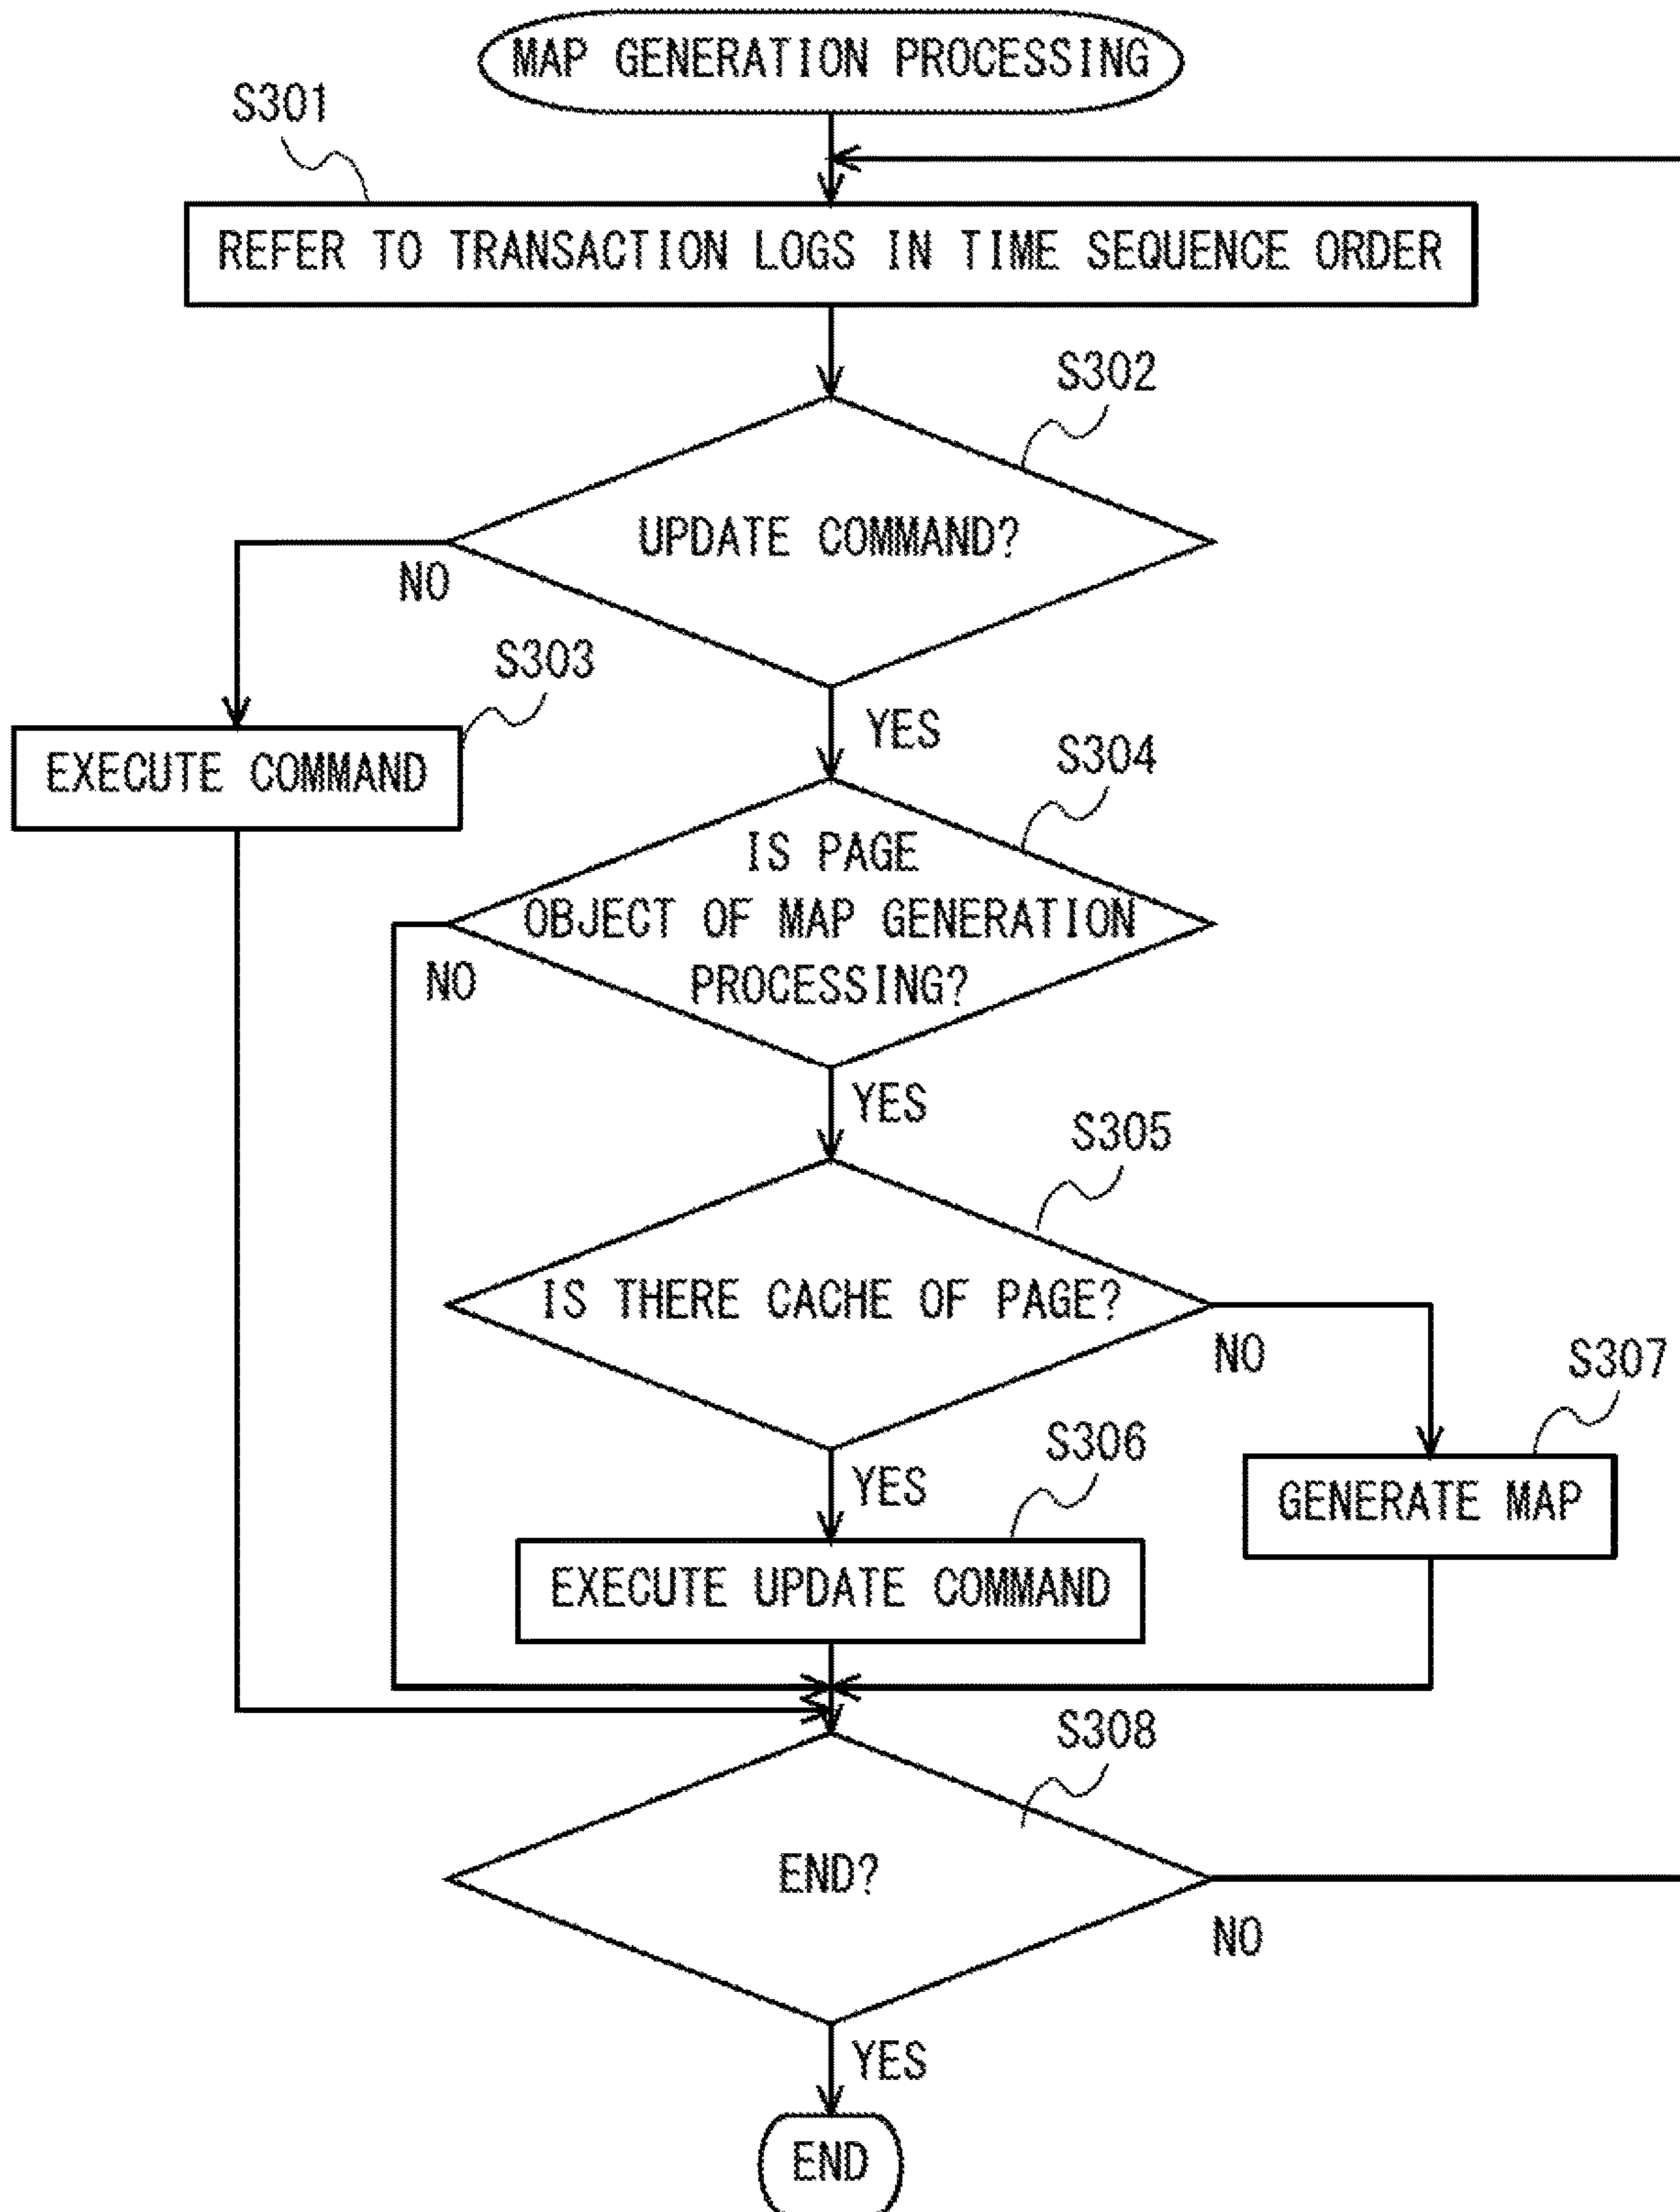 MAP GENERATION PROCESSING
S301
REFER TO TRANSACTION LOGS IN TIME SEQUENCE ORDER
S302
UPDATE COMMAND?
NO
S303
YES
EXECUTE COMMAND
S304
IS PAGE
OBJECT OF MAP GENERATION
PROCESSING?
NO
YES
S305
IS THERE CACHE OF PAGE?
NO
S307
S306
YES
GENERATE MAP
EXECUTE UPDATE COMMAND
S308
END?
NO
YES
END